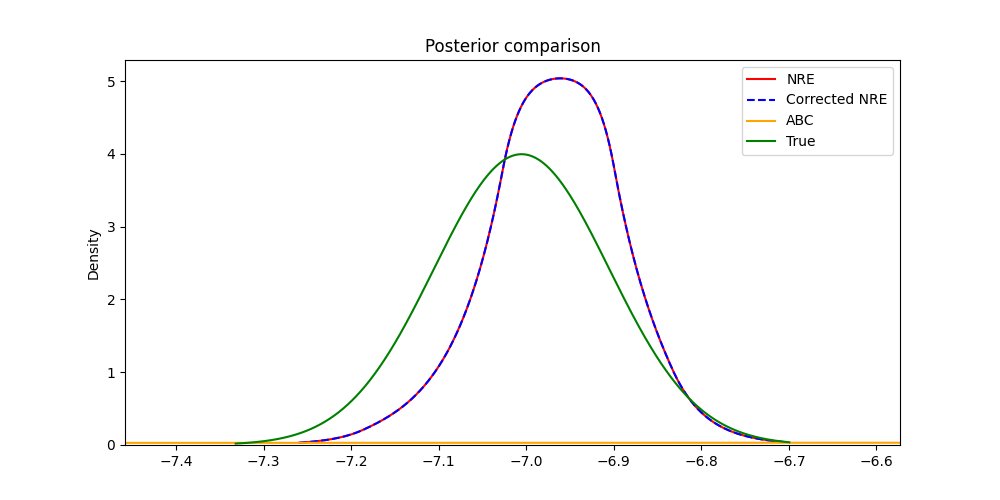 Posterior comparison
NRE
Corrected NRE
ABC
True
Density
5
4
3
2
1
0
−7.4 −7.3 −7.2 −7.1 −7.0 −6.9 −6.8 −6.7 −6.6